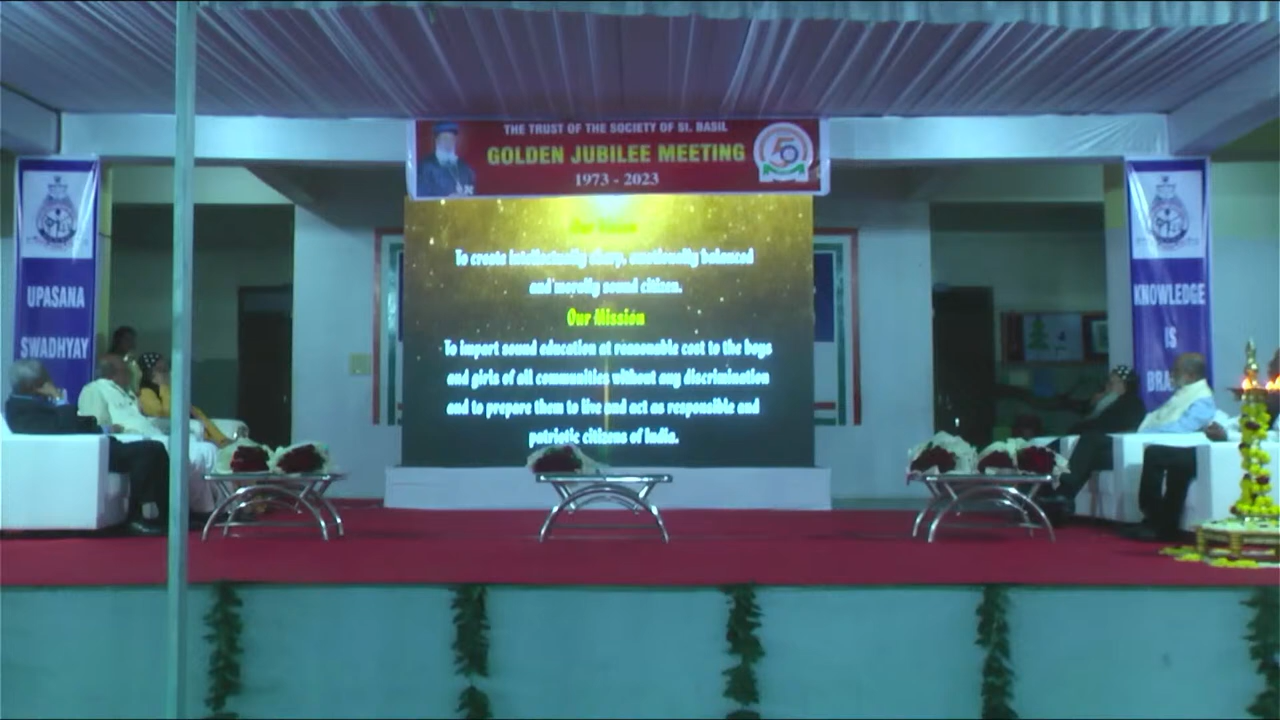 THE TRUST OF THE SOCIETY OF St. BASIL
GOLDEN JUBILEE MEETING
1973 - 2023
50
UPASANA
SWADHYAY
To create intellectually sharp, emotionally balanced
and morally sound citizen.
Our Mission
To impart sound education at reasonable cost to the boys
and girls of all communities without any discrimination
and to prepare them to live and act as responsible and
patriotic citizens of India.
KNOWLEDGE
IS